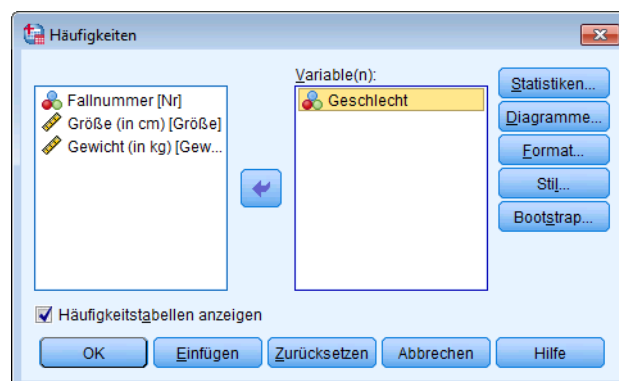 Häufigkeiten
Variable(n):
Fallnummer [Nr]
Größe (in cm) [Größe]
Gewicht (in kg) [Gew...
Geschlecht
Statistiken...
Diagramme...
Format...
Stil...
Bootstrap...
Häufigkeitstabellen anzeigen
OK
Einfügen
Zurücksetzen
Abbrechen
Hilfe